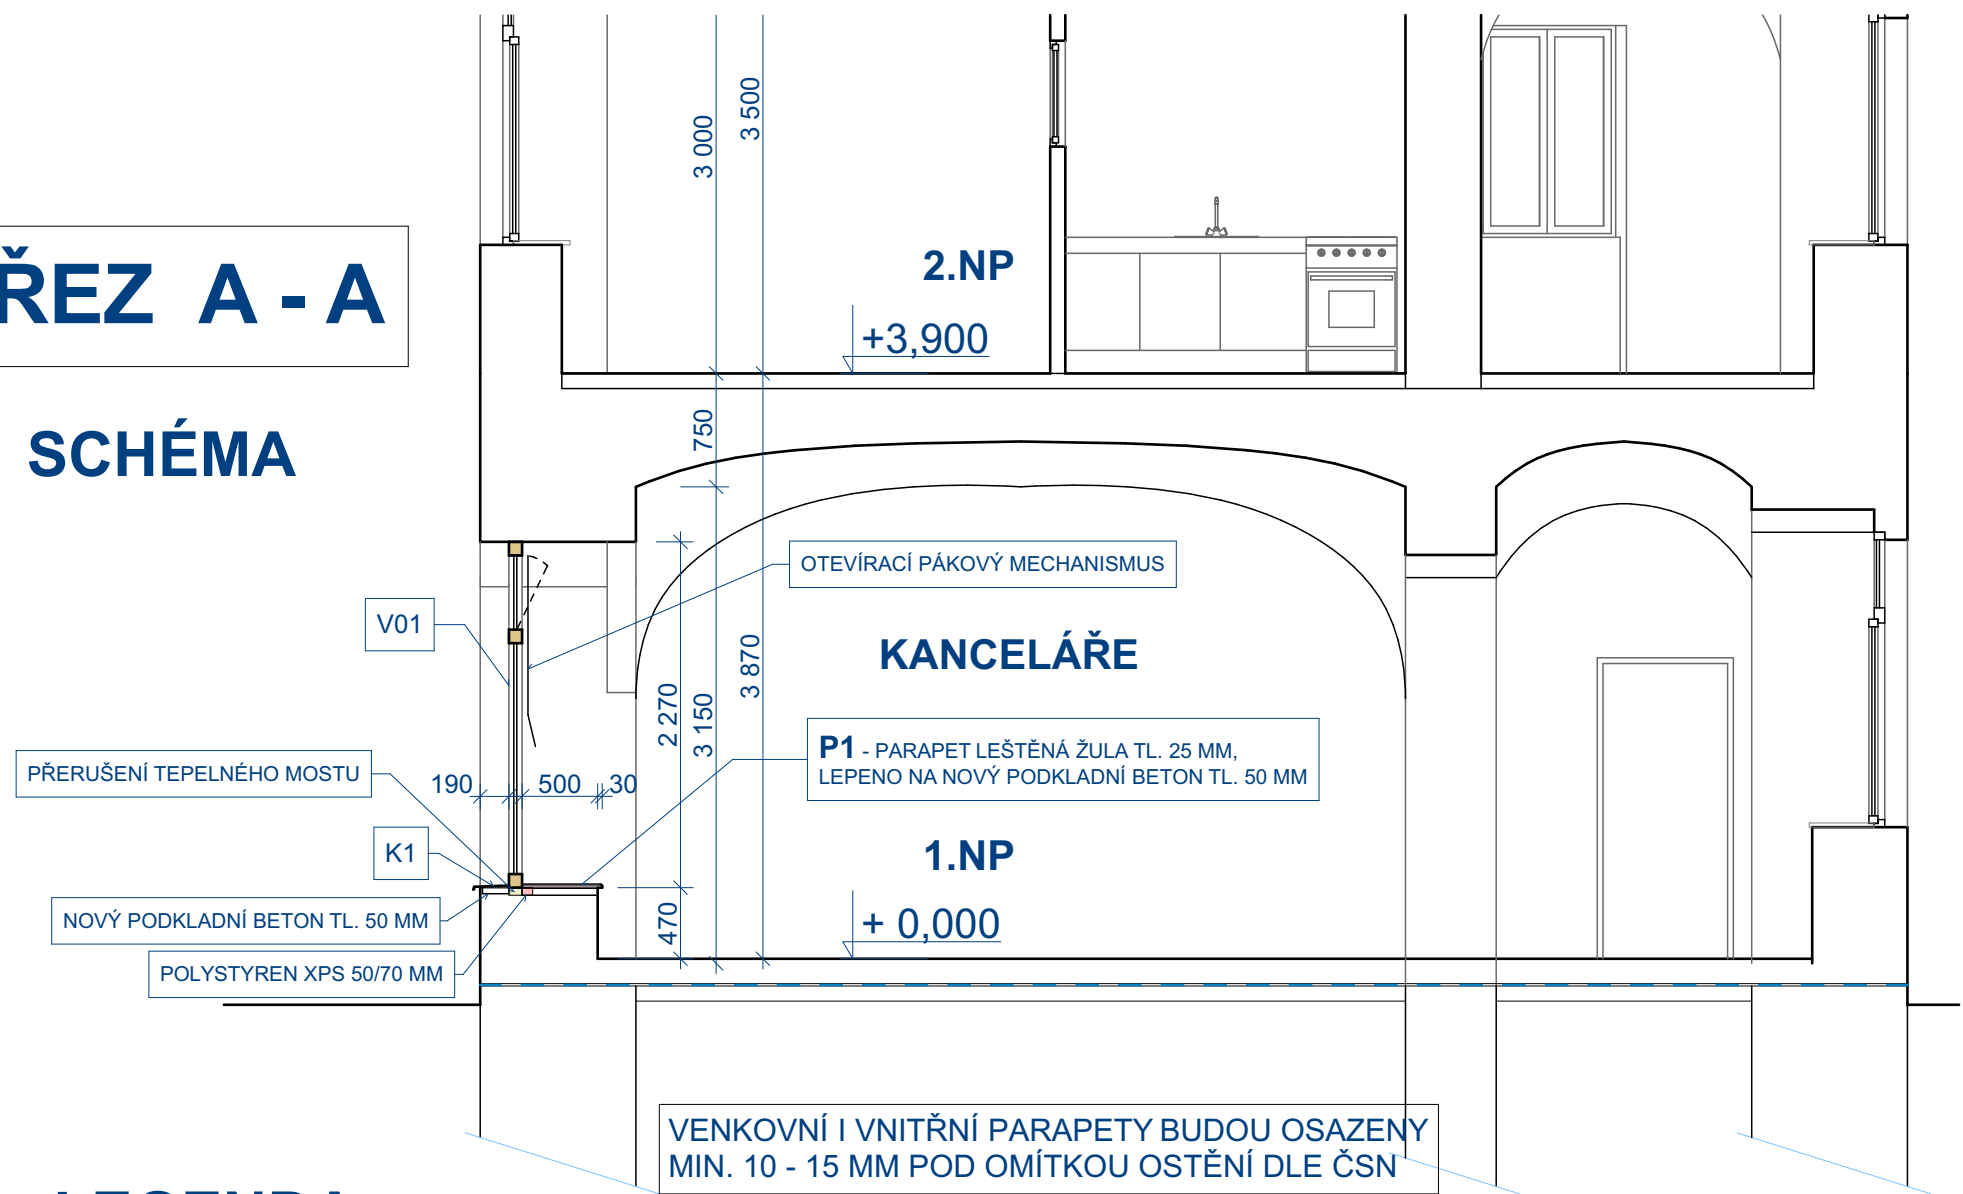 3 000
3 500
ŘEZ A - A
2.NP
+3,900
SCHÉMA
750
OTEVÍRACÍ PÁKOVÝ MECHANISMUS
V01
KANCELÁŘE
2 270
3 150
3 870
P1 - PARAPET LEŠTĚNÁ ŽULA TL. 25 MM,
LEPENO NA NOVÝ PODKLADNÍ BETON TL. 50 MM
PŘERUŠENÍ TEPELNÉHO MOSTU
190 500 30
K1
1.NP
NOVÝ PODKLADNÍ BETON TL. 50 MM
470
+ 0,000
POLYSTYREN XPS 50/70 MM
VENKOVNÍ I VNITŘNÍ PARAPETY BUDOU OSAZENY
MIN. 10 - 15 MM POD OMÍTKOU OSTĚNÍ DLE ČSN
LEGENDA